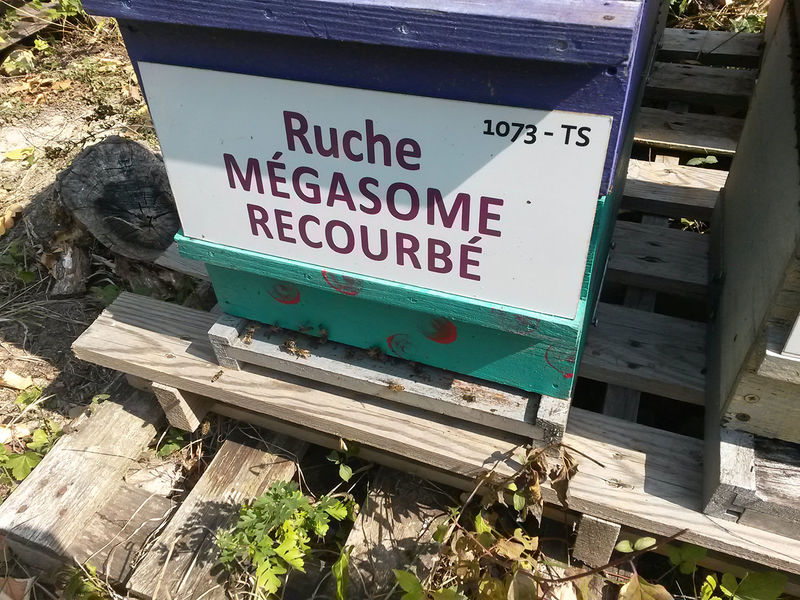 Ruche
1073 - TS
MÉGASOME
RECOURBÉ